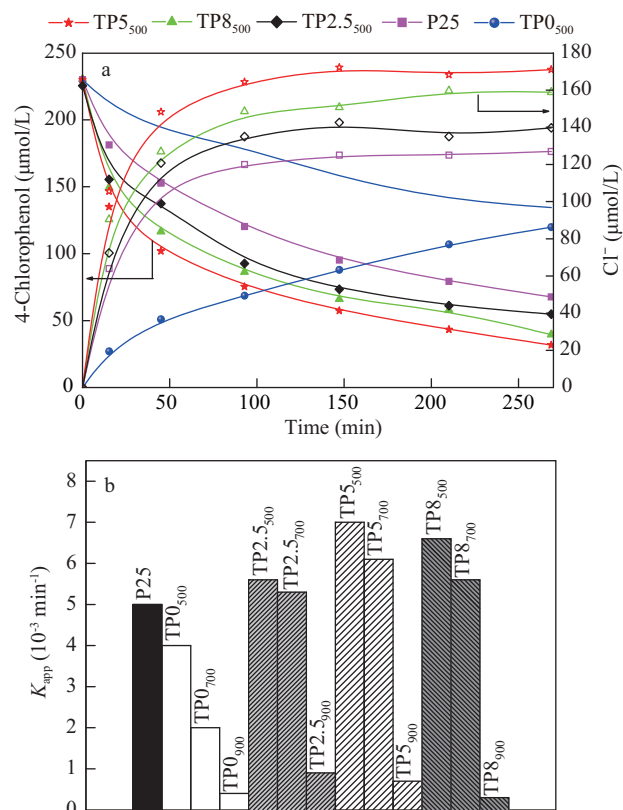 TP5₅₀₀ TP8₅₀₀ TP2.5₅₀₀ P25 TP0₅₀₀
a
4-Chlorophenol (μmol/L)
250
200
150
100
50
0
180
160
140
120
100
80
60
40
20
0
Cl⁻ (μmol/L)
0 50 100 150 200 250
Time (min)
b
K_app (10⁻³ min⁻¹)
8
7
6
5
4
3
2
1
0
P25
TP0₅₀₀
TP0₇₀₀
TP0₉₀₀
TP2.5₅₀₀
TP2.5₇₀₀
TP2.5₉₀₀
TP5₅₀₀
TP5₇₀₀
TP5₉₀₀
TP8₅₀₀
TP8₇₀₀
TP8₉₀₀